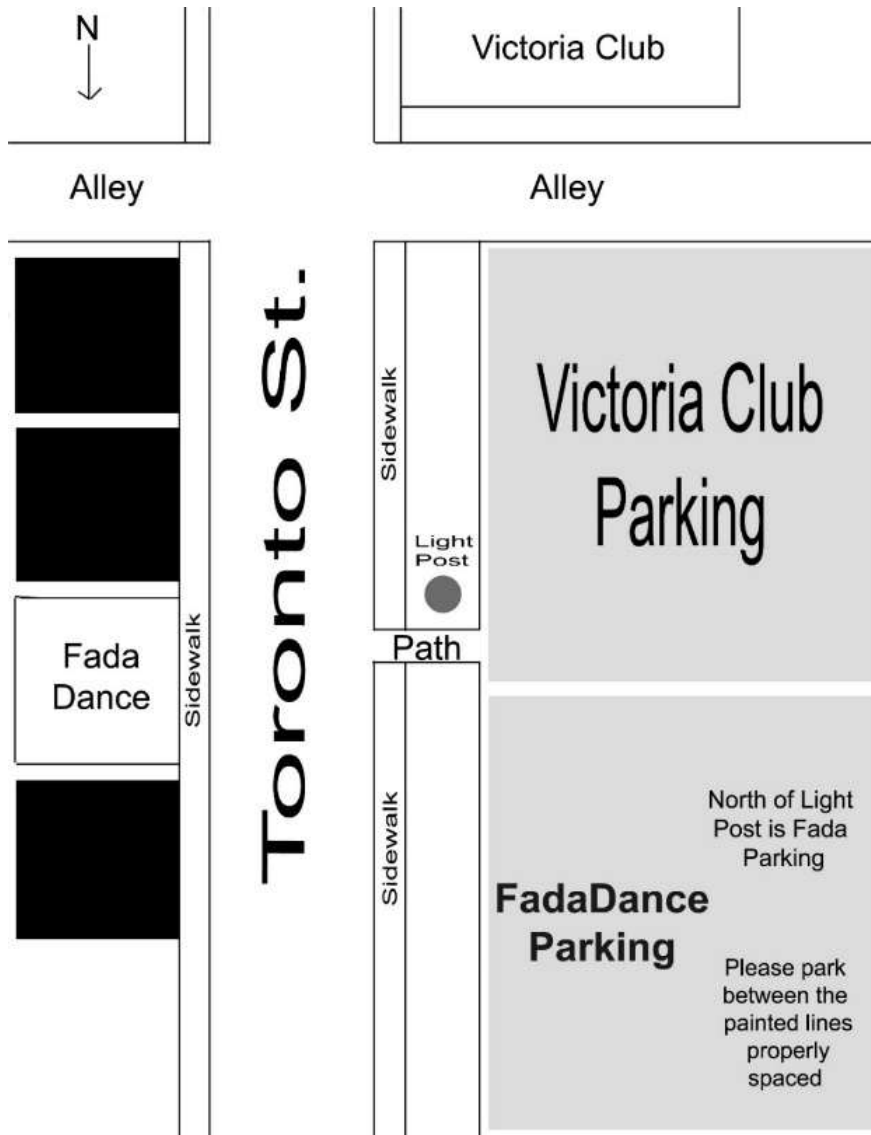 N
Victoria Club
Alley
Alley
Toronto St.
Sidewalk
Victoria Club
Parking
Light
Post
Path
Fada
Dance
Sidewalk
Sidewalk
North of Light
Post is Fada
Parking
FadaDance
Parking
Please park
between the
painted lines
properly
spaced